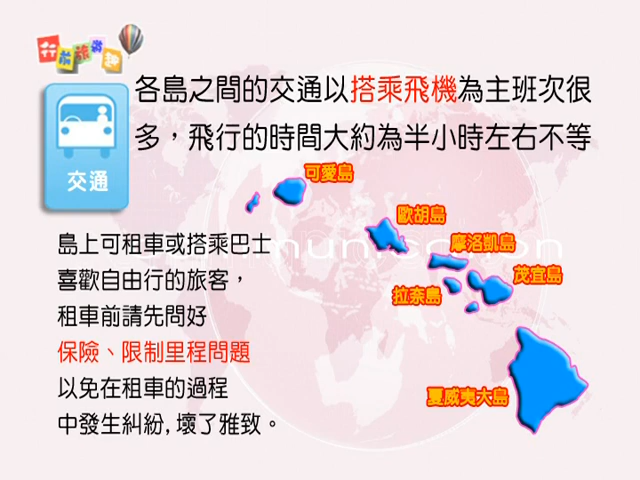 行前旅客通
各島之間的交通以搭乘飛機為主班次很
多，飛行的時間大約為半小時左右不等
交通
可愛島
歐胡島
摩洛凱島
茂宜島
拉奈島
夏威夷大島
島上可租車或搭乘巴士
喜歡自由行的旅客，
租車前請先問好
保險、限制里程問題
以免在租車的過程
中發生糾紛,壞了雅致。